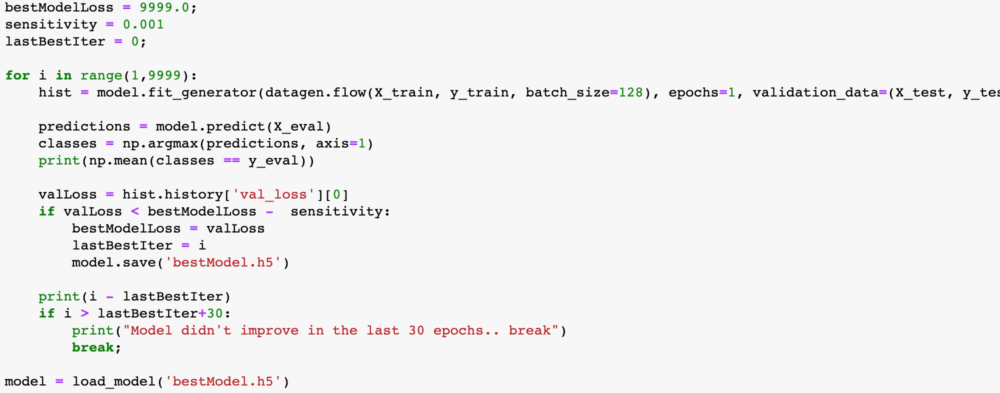 bestModelLoss = 9999.0;
sensitivity = 0.001
lastBestIter = 0;
for i in range(1,9999):
    hist = model.fit_generator(datagen.flow(X_train, y_train, batch_size=128), epochs=1, validation_data=(X_test, y_tes
    predictions = model.predict(X_eval)
    classes = np.argmax(predictions, axis=1)
    print(np.mean(classes == y_eval))
    valLoss = hist.history['val_loss'][0]
    if valLoss < bestModelLoss -  sensitivity:
        bestModelLoss = valLoss
        lastBestIter = i
        model.save('bestModel.h5')
    print(i - lastBestIter)
    if i > lastBestIter+30:
        print("Model didn't improve in the last 30 epochs.. break")
        break;
model = load_model('bestModel.h5')